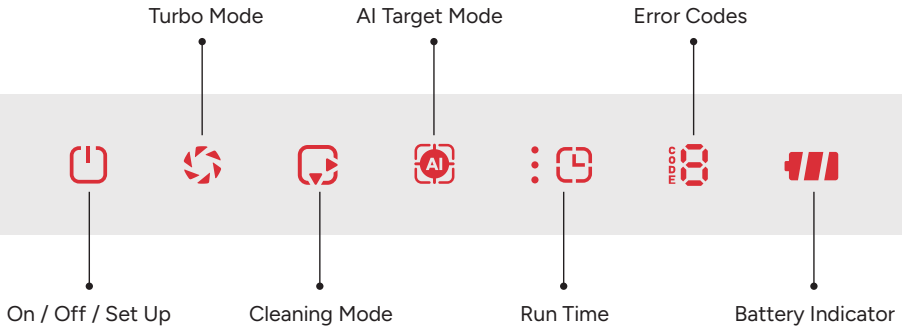 Turbo Mode
AI Target Mode
Error Codes
AI
CODE
8
On / Off / Set Up
Cleaning Mode
Run Time
Battery Indicator